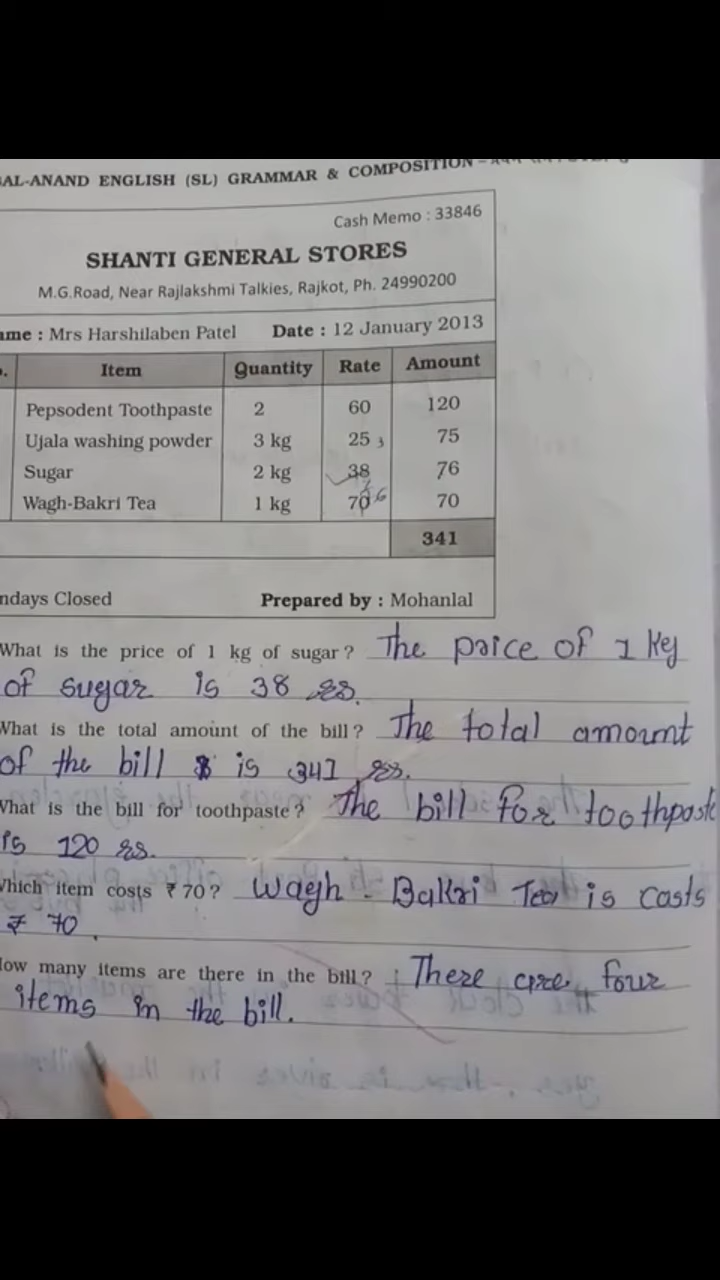 BAL-ANAND ENGLISH (SL) GRAMMAR & COMPOSITION -
Cash Memo : 33846
SHANTI GENERAL STORES
M.G.Road, Near Rajlakshmi Talkies, Rajkot, Ph. 24990200
ame : Mrs Harshilaben Patel Date : 12 January 2013
o. Item Quantity Rate Amount
Pepsodent Toothpaste 2 60 120
Ujala washing powder 3 kg 25 3 75
Sugar 2 kg 38 76
Wagh-Bakri Tea 1 kg 70 70
341
ndays Closed Prepared by : Mohanlal
What is the price of 1 kg of sugar? The price of 1 kg
of sugar is 38 rs.
What is the total amount of the bill? The total amount
of the bill is 341 rs.
What is the bill for toothpaste? The bill for toothpaste
is 120 rs.
Which item costs ₹ 70? Wagh - Bakri Tea is costs
₹ 70.
How many items are there in the bill? There are four
items in the bill.